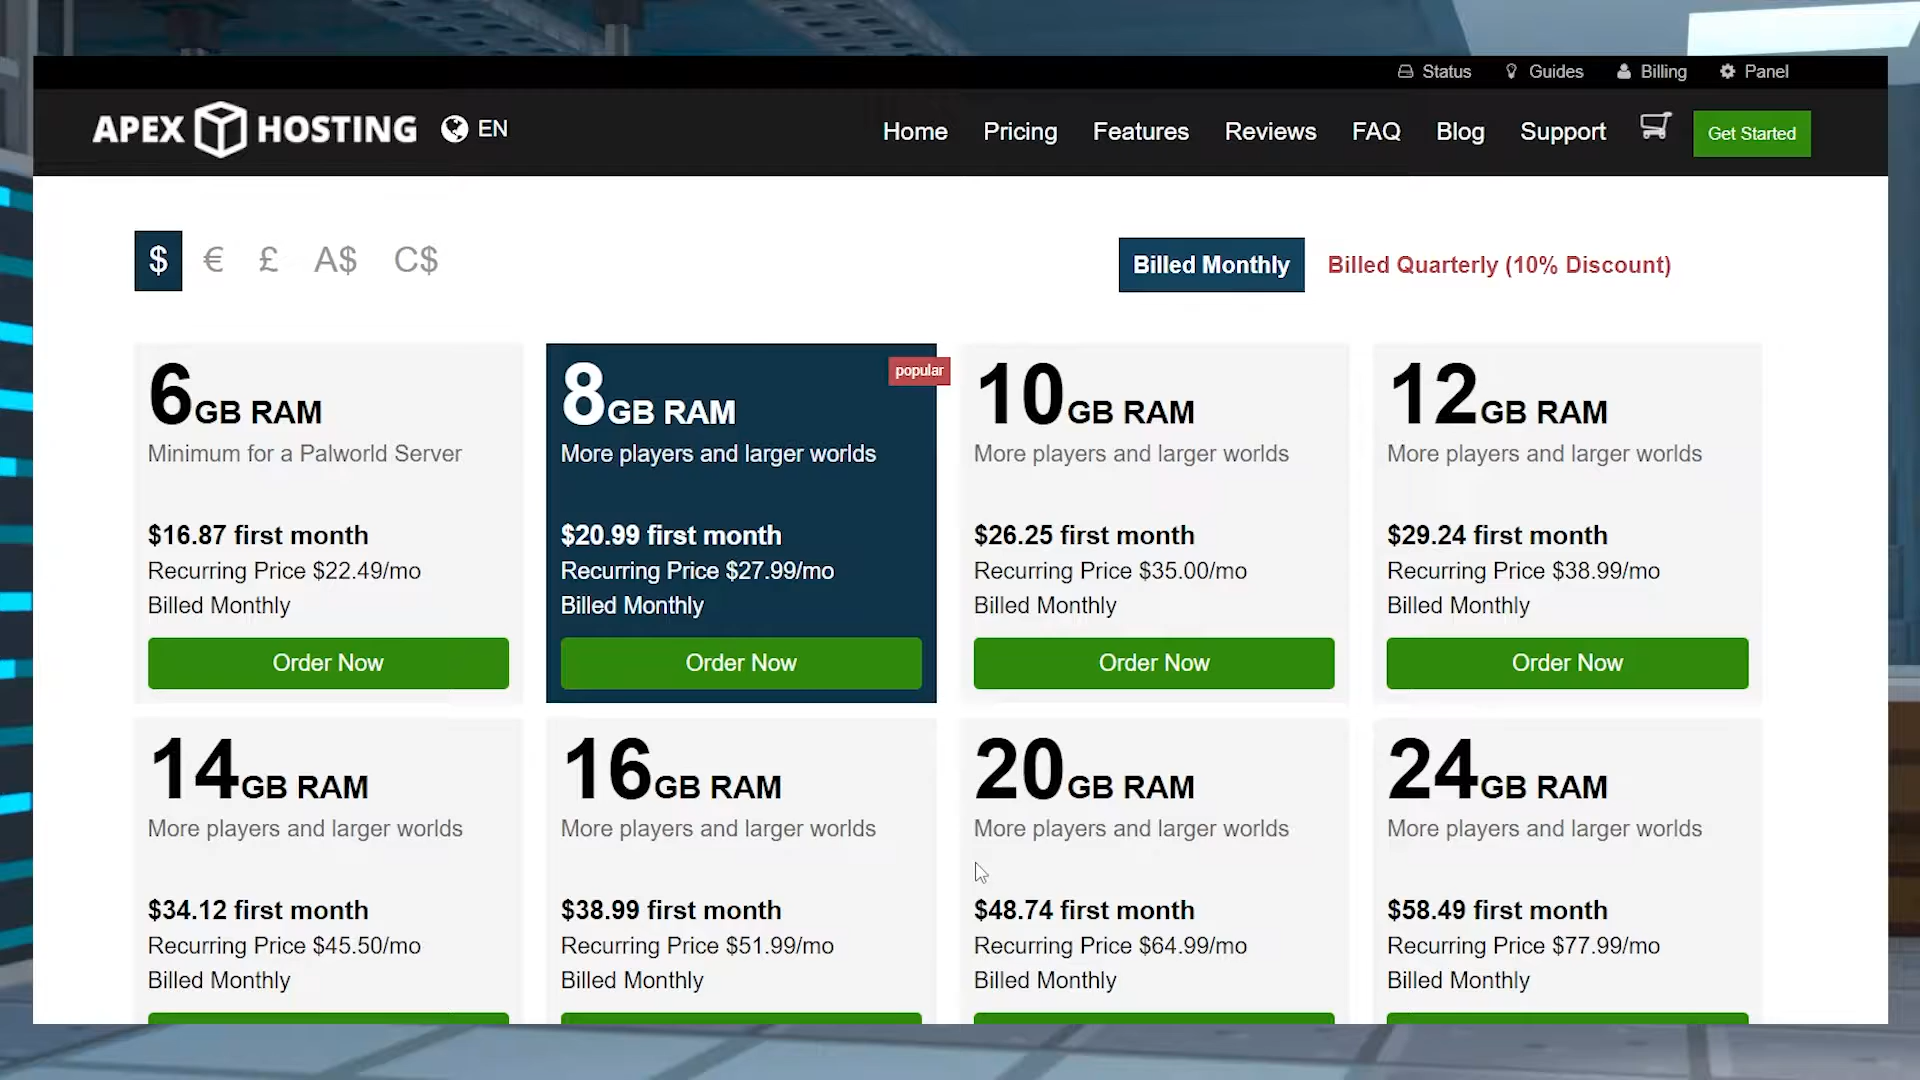 Status Guides Billing Panel
APEX HOSTING EN
Home Pricing Features Reviews FAQ Blog Support Get Started
$ € £ A$ C$
Billed Monthly Billed Quarterly (10% Discount)
6GB RAM
Minimum for a Palworld Server
$16.87 first month
Recurring Price $22.49/mo
Billed Monthly
Order Now
popular
8GB RAM
More players and larger worlds
$20.99 first month
Recurring Price $27.99/mo
Billed Monthly
Order Now
10GB RAM
More players and larger worlds
$26.25 first month
Recurring Price $35.00/mo
Billed Monthly
Order Now
12GB RAM
More players and larger worlds
$29.24 first month
Recurring Price $38.99/mo
Billed Monthly
Order Now
14GB RAM
More players and larger worlds
$34.12 first month
Recurring Price $45.50/mo
Billed Monthly
16GB RAM
More players and larger worlds
$38.99 first month
Recurring Price $51.99/mo
Billed Monthly
20GB RAM
More players and larger worlds
$48.74 first month
Recurring Price $64.99/mo
Billed Monthly
24GB RAM
More players and larger worlds
$58.49 first month
Recurring Price $77.99/mo
Billed Monthly